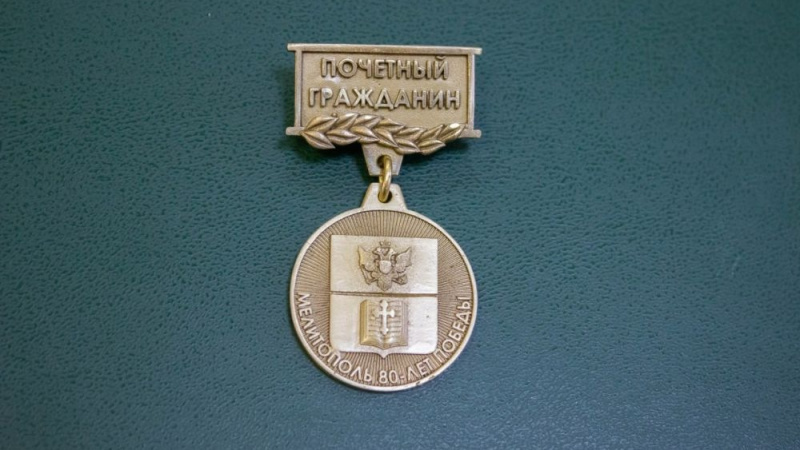 ПОЧЕТНЫЙ
ГРАЖДАНИН
МЕЛИТОПОЛЬ 80-ЛЕТ ПОБЕДЫ